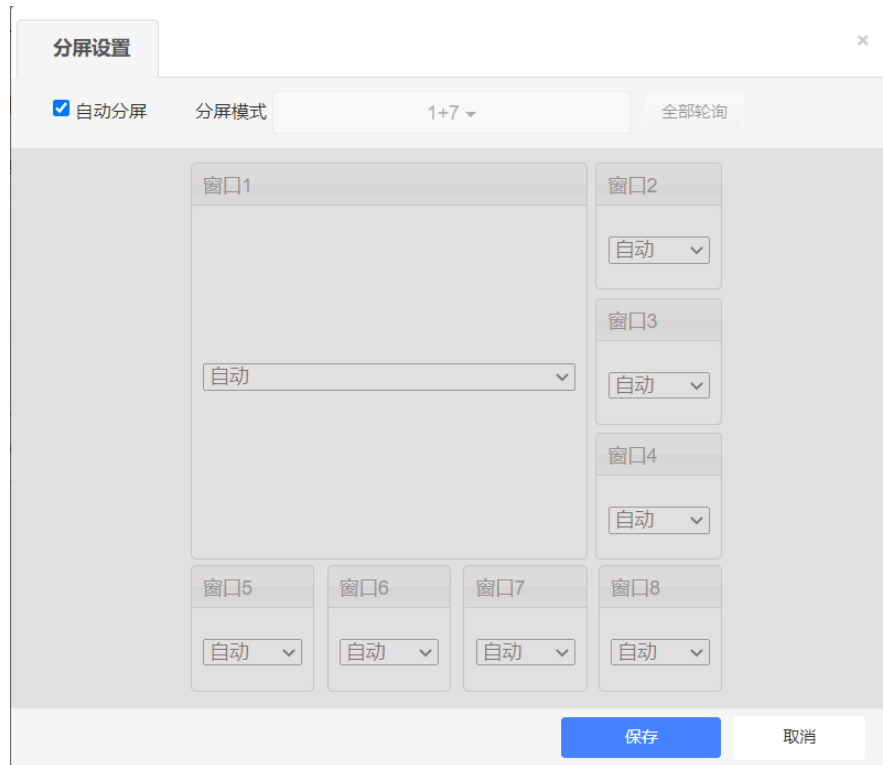 分屏设置 ×
自动分屏 分屏模式 1+7 全部轮询
窗口1 窗口2
自动
窗口3
自动 自动
窗口4
自动
窗口5 窗口6 窗口7 窗口8
自动 自动 自动 自动
保存 取消